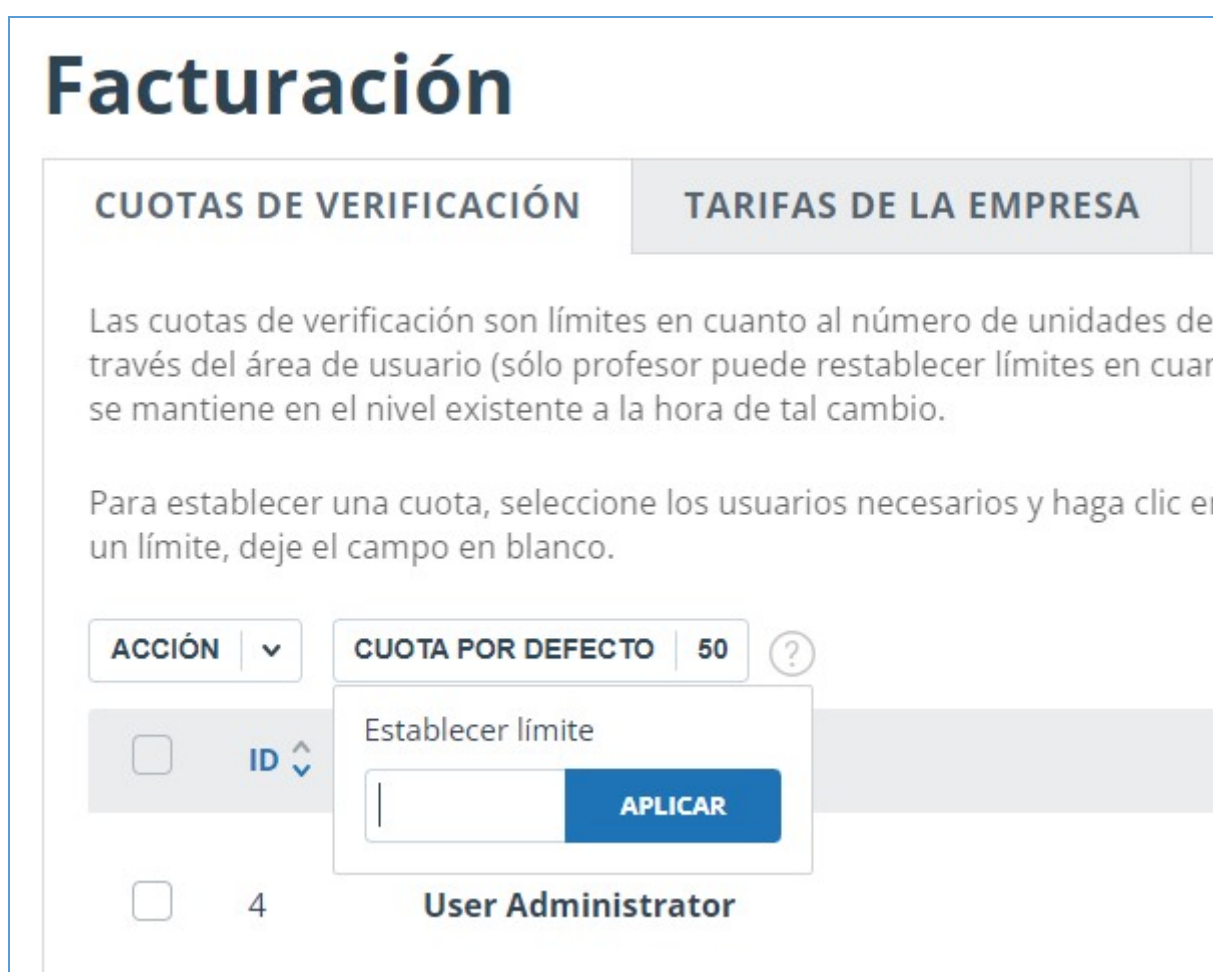 Facturación
CUOTAS DE VERIFICACIÓN TARIFAS DE LA EMPRESA
Las cuotas de verificación son límites en cuanto al número de unidades de
través del área de usuario (sólo profesor puede restablecer límites en cuan
se mantiene en el nivel existente a la hora de tal cambio.
Para establecer una cuota, seleccione los usuarios necesarios y haga clic en
un límite, deje el campo en blanco.
ACCIÓN CUOTA POR DEFECTO 50 ?
Establecer límite
ID
APLICAR
4 User Administrator